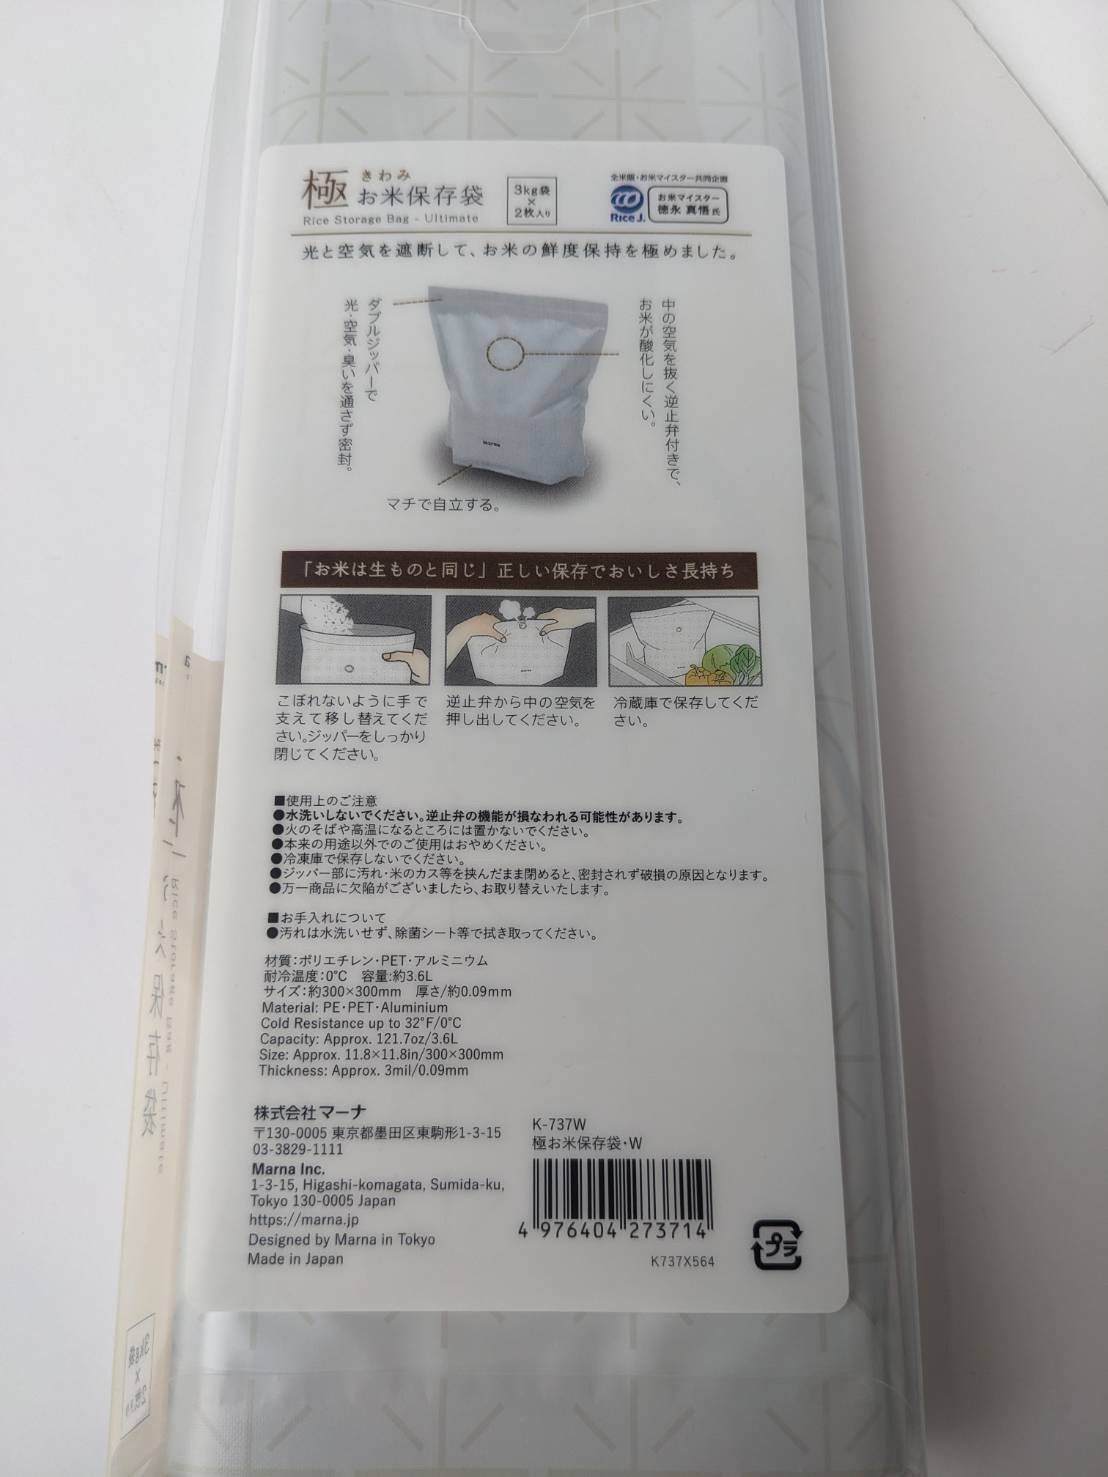 極
きわみ
お米保存袋
Rice Storage Bag - Ultimate
3kg袋
×
2枚入り
全米販・お米マイスター共同企画
Rice J.
お米マイスター
徳永 真悟氏
光と空気を遮断して、お米の鮮度保持を極めました。
中の空気を抜く逆止弁付きで、
お米が酸化しにくい。
ダブルジッパーで
光・空気・臭いを通さず密封。
marna
マチで自立する。
「お米は生ものと同じ」正しい保存でおいしさ長持ち
こぼれないように手で
支えて移し替えてくだ
さい。ジッパーをしっかり
閉じてください。
逆止弁から中の空気を
押し出してください。
冷蔵庫で保存してくだ
さい。
■使用上のご注意
●水洗いしないでください。逆止弁の機能が損なわれる可能性があります。
●火のそばや高温になるところには置かないでください。
●本来の用途以外でのご使用はおやめください。
●冷凍庫で保存しないでください。
●ジッパー部に汚れ・米のカス等を挟んだまま閉めると、密封されず破損の原因となります。
●万一商品に欠陥がございましたら、お取り替えいたします。
■お手入れについて
●汚れは水洗いせず、除菌シート等で拭き取ってください。
材質:ポリエチレン・PET・アルミニウム
耐冷温度:0℃ 容量:約3.6L
サイズ:約300×300mm 厚さ/約0.09mm
Material: PE・PET・Aluminium
Cold Resistance up to 32°F/0°C
Capacity: Approx. 121.7oz/3.6L
Size: Approx. 11.8×11.8in/300×300mm
Thickness: Approx. 3mil/0.09mm
株式会社マーナ
〒130-0005 東京都墨田区東駒形1-3-15
03-3829-1111
Marna Inc.
1-3-15, Higashi-komagata, Sumida-ku,
Tokyo 130-0005 Japan
https://marna.jp
Designed by Marna in Tokyo
Made in Japan
K-737W
極お米保存袋・W
4 976404 273714
K737X564
プラ
お米保存袋
Rice Storage Bag - Ultimate
3kg袋
×
2枚入り